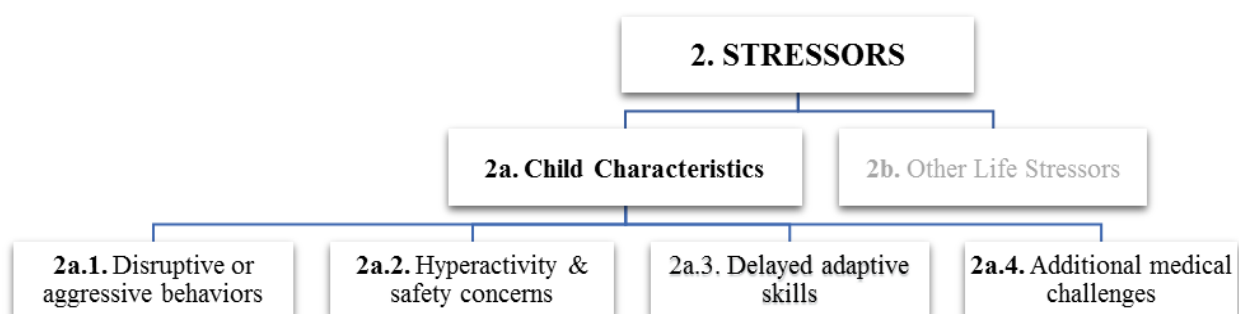 2. STRESSORS
2a. Child Characteristics
2b. Other Life Stressors
2a.1. Disruptive or
aggressive behaviors
2a.2. Hyperactivity &
safety concerns
2a.3. Delayed adaptive
skills
2a.4. Additional medical
challenges